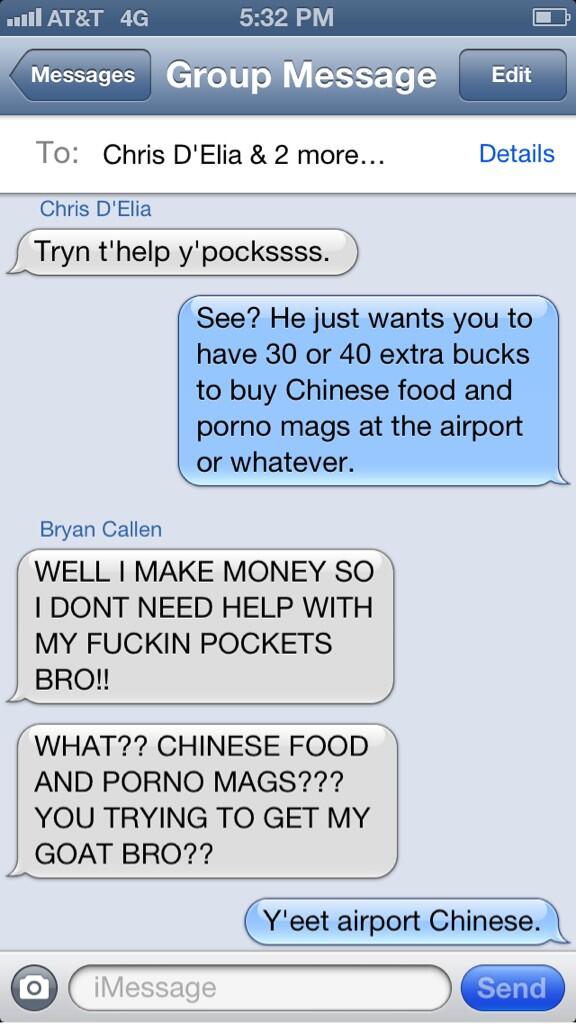 AT&T 4G 5:32 PM
Messages Group Message Edit
To: Chris D'Elia & 2 more... Details
Chris D'Elia
Tryn t'help y'pockssss.
See? He just wants you to
have 30 or 40 extra bucks
to buy Chinese food and
porno mags at the airport
or whatever.
Bryan Callen
WELL I MAKE MONEY SO
I DONT NEED HELP WITH
MY FUCKIN POCKETS
BRO!!
WHAT?? CHINESE FOOD
AND PORNO MAGS???
YOU TRYING TO GET MY
GOAT BRO??
Y'eet airport Chinese.
iMessage Send